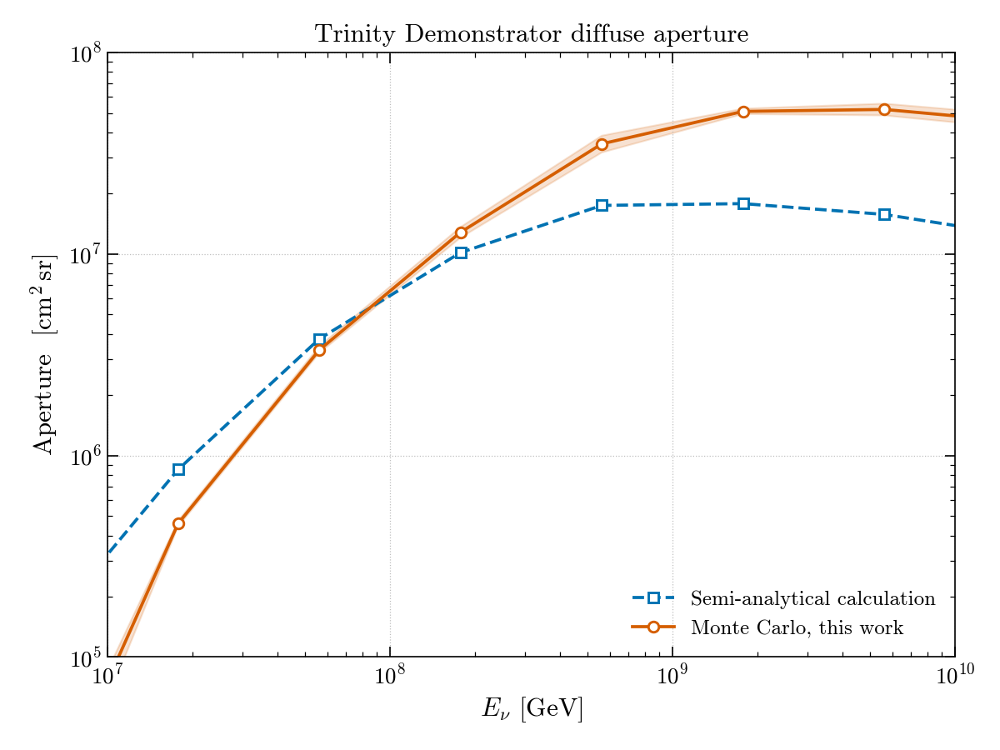 Trinity Demonstrator diffuse aperture
10^8
10^7
10^6
10^5
Aperture [cm^2 sr]
10^7 10^8 10^9 10^10
E_ν [GeV]
Semi-analytical calculation
Monte Carlo, this work